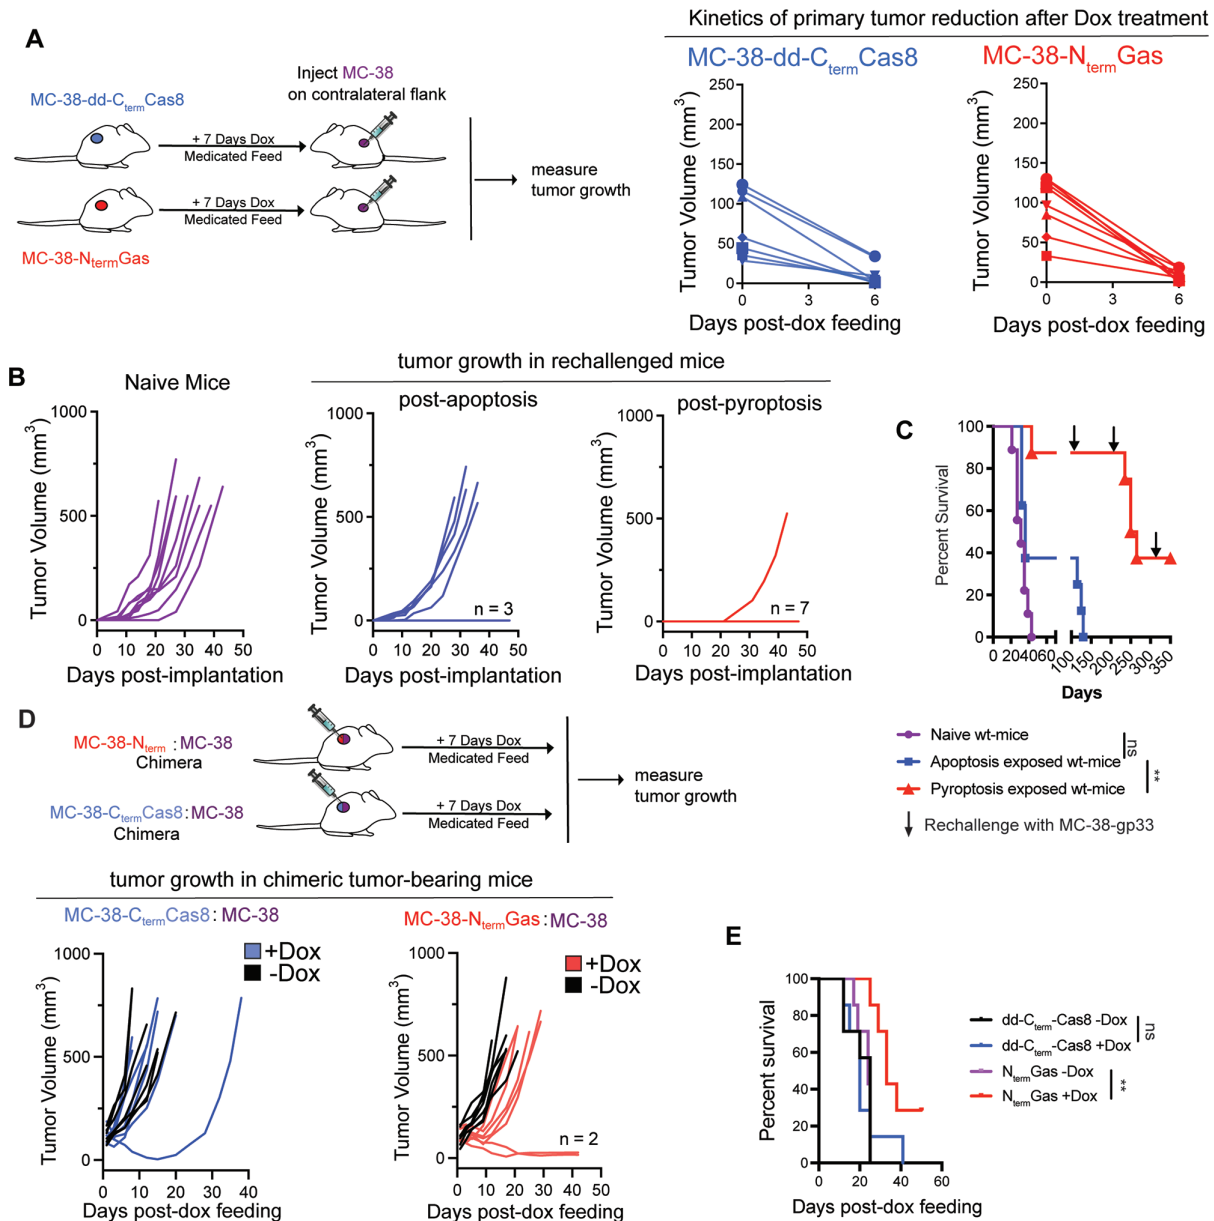 A
MC-38-dd-CtermCas8
+ 7 Days Dox
Medicated Feed
Inject MC-38
on contralateral flank
MC-38-NtermGas
+ 7 Days Dox
Medicated Feed
measure
tumor growth
Kinetics of primary tumor reduction after Dox treatment
MC-38-dd-CtermCas8
Tumor Volume (mm3)
250
200
150
100
50
0
0 3 6
Days post-dox feeding
MC-38-NtermGas
Tumor Volume (mm3)
250
200
150
100
50
0
0 3 6
Days post-dox feeding
B
Naive Mice
tumor growth in rechallenged mice
post-apoptosis
post-pyroptosis
Tumor Volume (mm3)
1000
500
0
0 10 20 30 40 50
Days post-implantation
Tumor Volume (mm3)
1000
500
0
n = 3
0 10 20 30 40 50
Days post-implantation
Tumor Volume (mm3)
1000
500
0
n = 7
0 10 20 30 40 50
Days post-implantation
C
Percent Survival
100
80
60
40
20
0
0 20 40 60 100 150 200 250 300 350
Days
Naive wt-mice
Apoptosis exposed wt-mice
Pyroptosis exposed wt-mice
ns
**
Rechallenge with MC-38-gp33
D
MC-38-Nterm :MC-38
Chimera
+ 7 Days Dox
Medicated Feed
MC-38-CtermCas8:MC-38
Chimera
+ 7 Days Dox
Medicated Feed
measure
tumor growth
tumor growth in chimeric tumor-bearing mice
MC-38-CtermCas8:MC-38
+Dox
-Dox
Tumor Volume (mm3)
1000
500
0
0 10 20 30 40
Days post-dox feeding
MC-38-NtermGas:MC-38
+Dox
-Dox
Tumor Volume (mm3)
1000
500
0
n = 2
0 10 20 30 40 50
Days post-dox feeding
E
Percent survival
100
80
60
40
20
0
0 20 40 60
Days post-dox feeding
dd-Cterm-Cas8 -Dox
dd-Cterm-Cas8 +Dox
NtermGas -Dox
NtermGas +Dox
ns
**